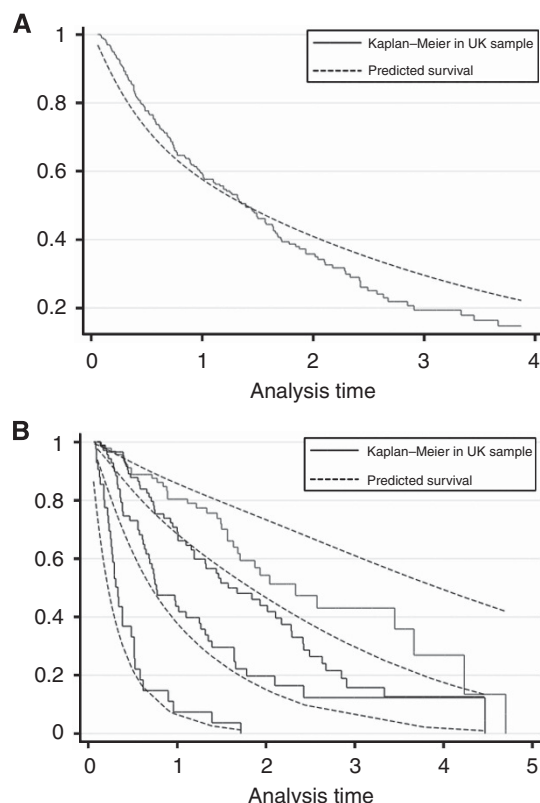 A
1
Kaplan–Meier in UK sample
Predicted survival
0.8
0.6
0.4
0.2
0 1 2 3 4
Analysis time
B
1
Kaplan–Meier in UK sample
Predicted survival
0.8
0.6
0.4
0.2
0
0 1 2 3 4 5
Analysis time